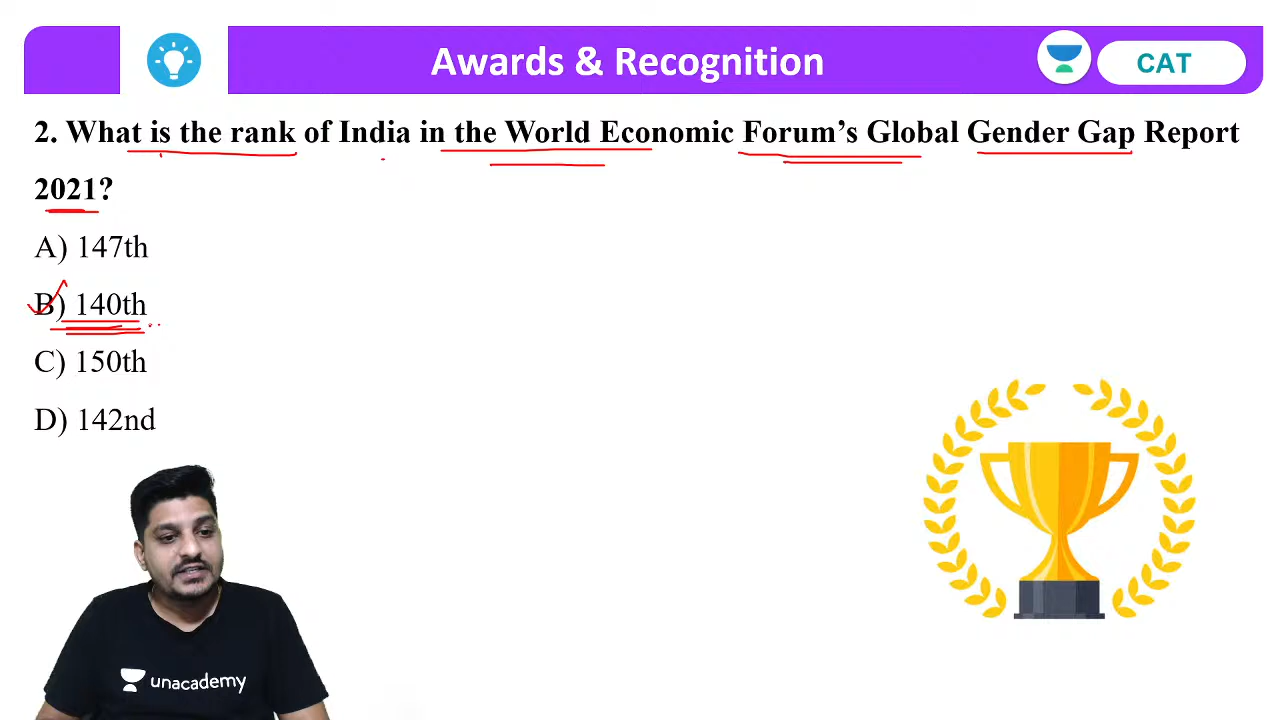 Awards & Recognition
CAT
2. What is the rank of India in the World Economic Forum’s Global Gender Gap Report
2021?
A) 147th
B) 140th
C) 150th
D) 142nd
unacademy